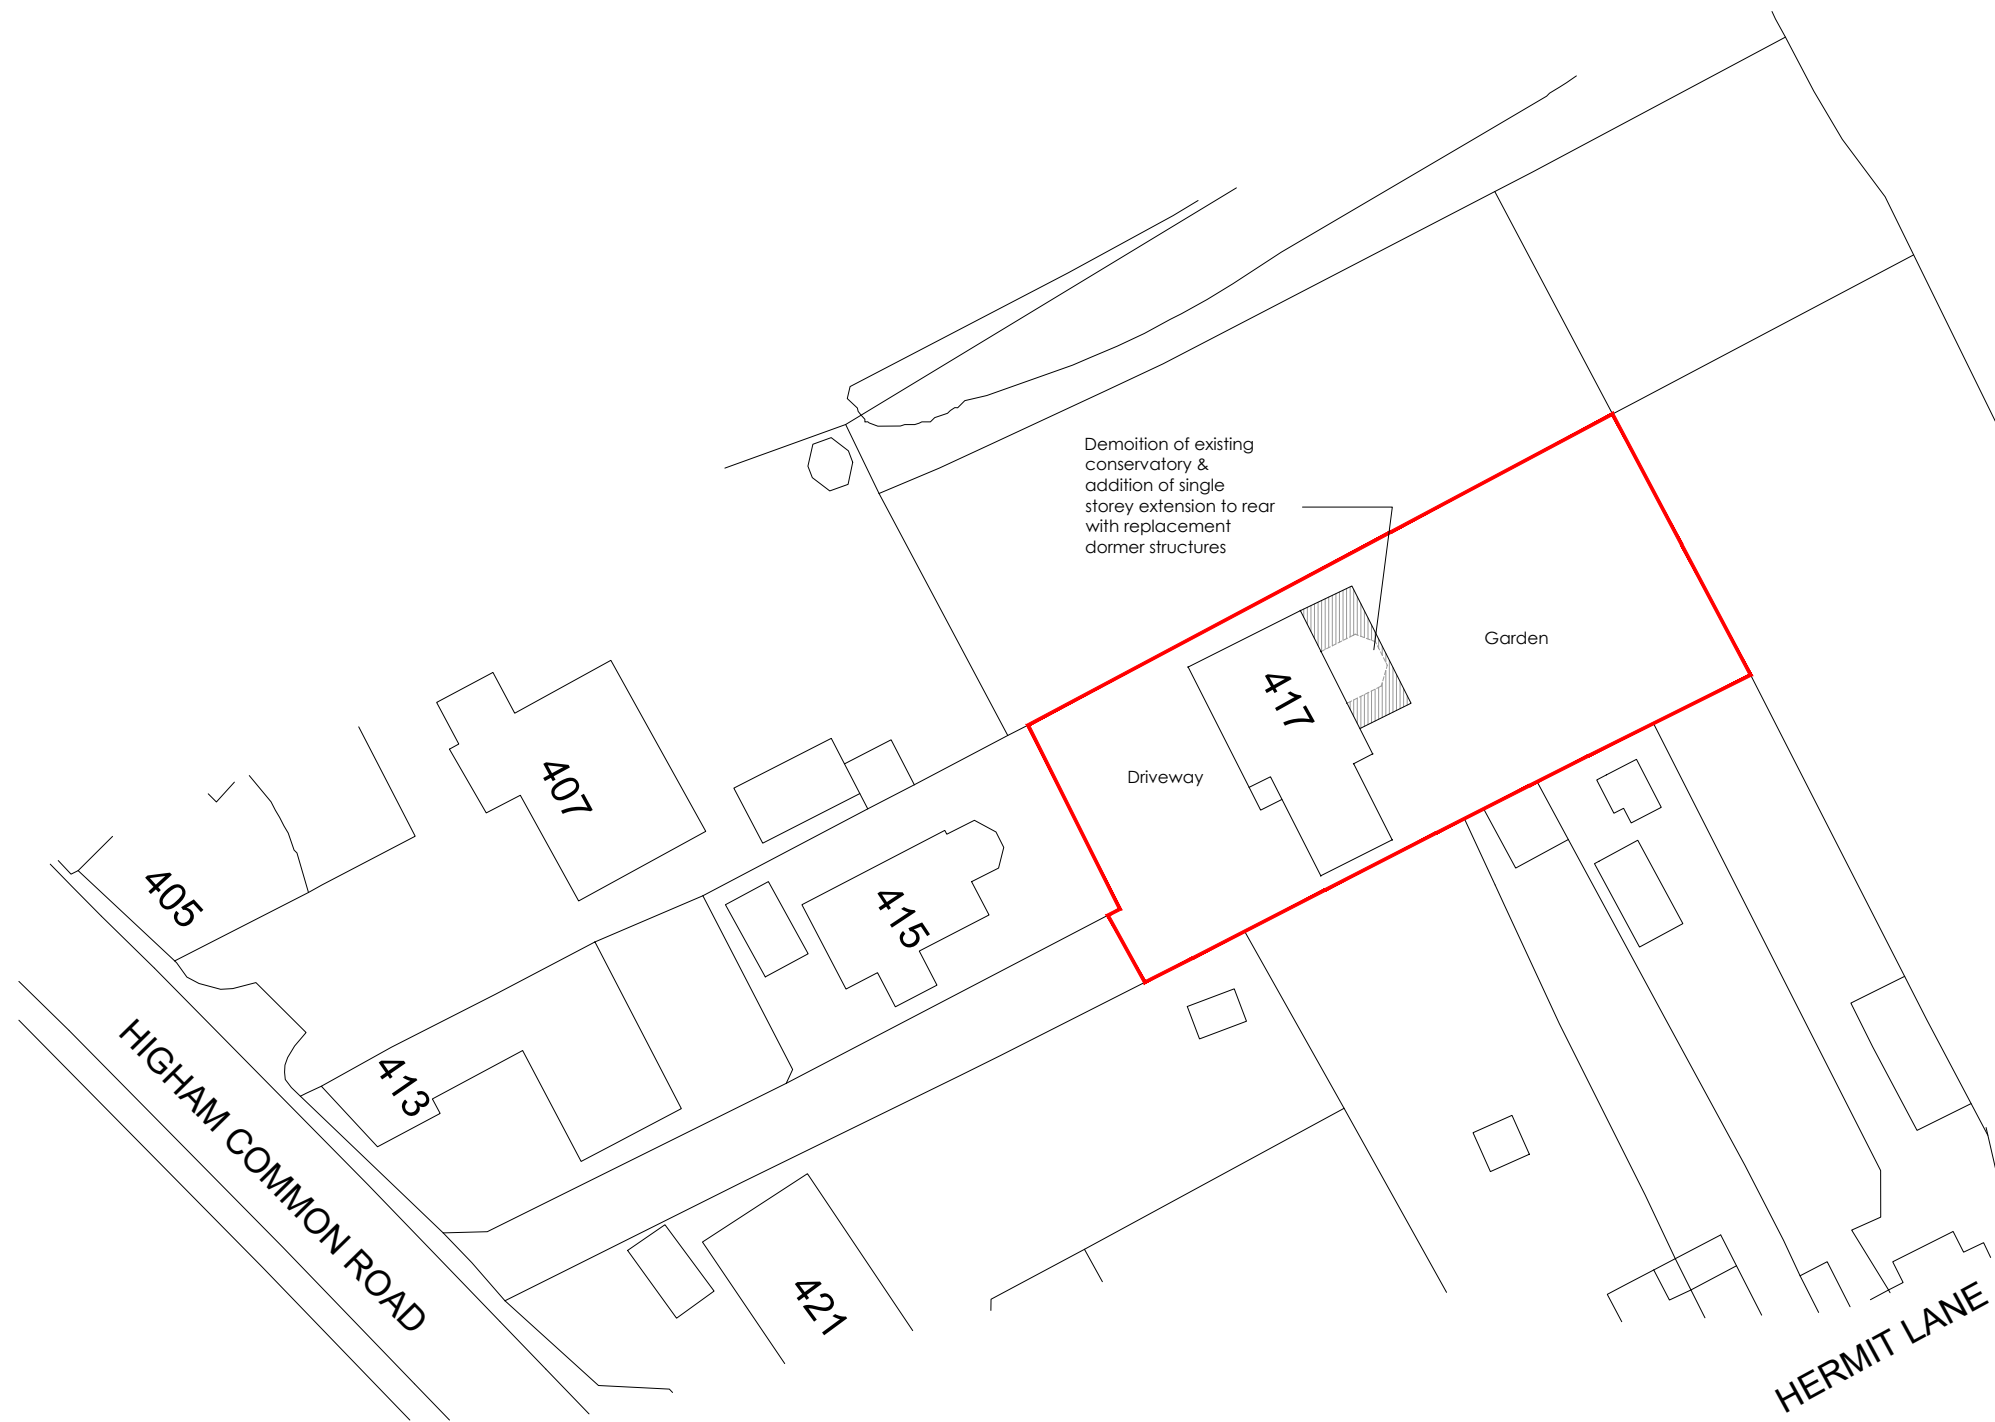 Demoition of existing
conservatory &
addition of single
storey extension to rear
with replacement
dormer structures
Garden
417
Driveway
407
405
415
413
HIGHAM COMMON ROAD
421
HERMIT LANE